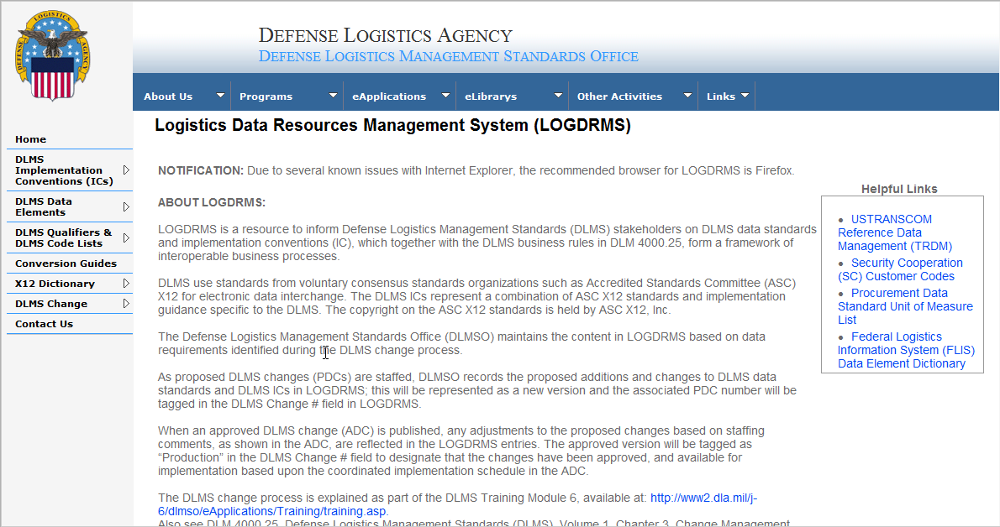 DEFENSE LOGISTICS AGENCY
DEFENSE LOGISTICS AGENCY
DEFENSE LOGISTICS MANAGEMENT STANDARDS OFFICE
About Us
Programs
eApplications
eLibrarys
Other Activities
Links
Home
DLMS
Implementation
Conventions (ICs)
DLMS Data
Elements
DLMS Qualifiers &
DLMS Code Lists
Conversion Guides
X12 Dictionary
DLMS Change
Contact Us
Logistics Data Resources Management System (LOGDRMS)
NOTIFICATION: Due to several known issues with Internet Explorer, the recommended browser for LOGDRMS is Firefox.
ABOUT LOGDRMS:
LOGDRMS is a resource to inform Defense Logistics Management Standards (DLMS) stakeholders on DLMS data standards
and implementation conventions (IC), which together with the DLMS business rules in DLM 4000.25, form a framework of
interoperable business processes.
DLMS use standards from voluntary consensus standards organizations such as Accredited Standards Committee (ASC)
X12 for electronic data interchange. The DLMS ICs represent a combination of ASC X12 standards and implementation
guidance specific to the DLMS. The copyright on the ASC X12 standards is held by ASC X12, Inc.
The Defense Logistics Management Standards Office (DLMSO) maintains the content in LOGDRMS based on data
requirements identified during the DLMS change process.
As proposed DLMS changes (PDCs) are staffed, DLMSO records the proposed additions and changes to DLMS data
standards and DLMS ICs in LOGDRMS; this will be represented as a new version and the associated PDC number will be
tagged in the DLMS Change # field in LOGDRMS.
When an approved DLMS change (ADC) is published, any adjustments to the proposed changes based on staffing
comments, as shown in the ADC, are reflected in the LOGDRMS entries. The approved version will be tagged as
“Production” in the DLMS Change # field to designate that the changes have been approved, and available for
implementation based upon the coordinated implementation schedule in the ADC.
The DLMS change process is explained as part of the DLMS Training Module 6, available at: http://www2.dla.mil/j-
6/dlmso/eApplications/Training/training.asp.
Also see DLM 4000.25, Defense Logistics Management Standards (DLMS), Volume 1, Chapter 3, Change Management
Helpful Links
• USTRANSCOM
Reference Data
Management (TRDM)
• Security Cooperation
(SC) Customer Codes
• Procurement Data
Standard Unit of Measure
List
• Federal Logistics
Information System (FLIS)
Data Element Dictionary